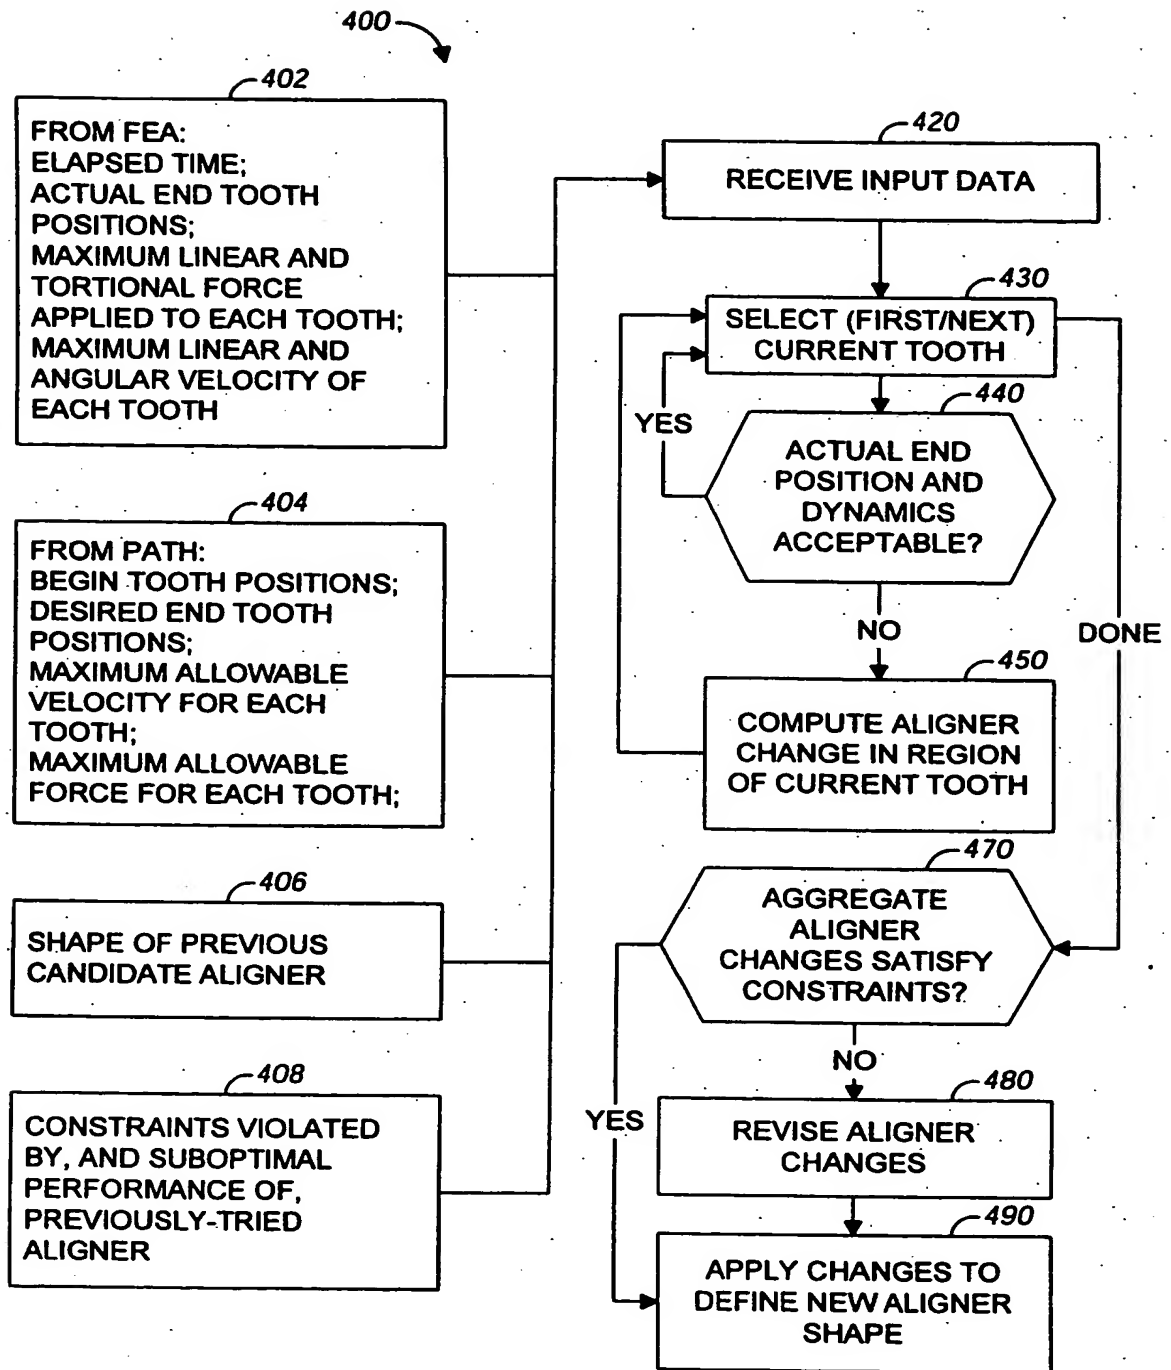 400
402
FROM FEA:
ELAPSED TIME;
ACTUAL END TOOTH
POSITIONS;
MAXIMUM LINEAR AND
TORTIONAL FORCE
APPLIED TO EACH TOOTH;
MAXIMUM LINEAR AND
ANGULAR VELOCITY OF
EACH TOOTH
404
FROM PATH:
BEGIN TOOTH POSITIONS;
DESIRED END TOOTH
POSITIONS;
MAXIMUM ALLOWABLE
VELOCITY FOR EACH
TOOTH;
MAXIMUM ALLOWABLE
FORCE FOR EACH TOOTH;
406
SHAPE OF PREVIOUS
CANDIDATE ALIGNER
408
CONSTRAINTS VIOLATED
BY, AND SUBOPTIMAL
PERFORMANCE OF,
PREVIOUSLY-TRIED
ALIGNER
420
RECEIVE INPUT DATA
430
SELECT (FIRST/NEXT)
CURRENT TOOTH
440
YES
ACTUAL END
POSITION AND
DYNAMICS
ACCEPTABLE?
NO
DONE
450
COMPUTE ALIGNER
CHANGE IN REGION
OF CURRENT TOOTH
470
AGGREGATE
ALIGNER
CHANGES SATISFY
CONSTRAINTS?
NO
YES
480
REVISE ALIGNER
CHANGES
490
APPLY CHANGES TO
DEFINE NEW ALIGNER
SHAPE